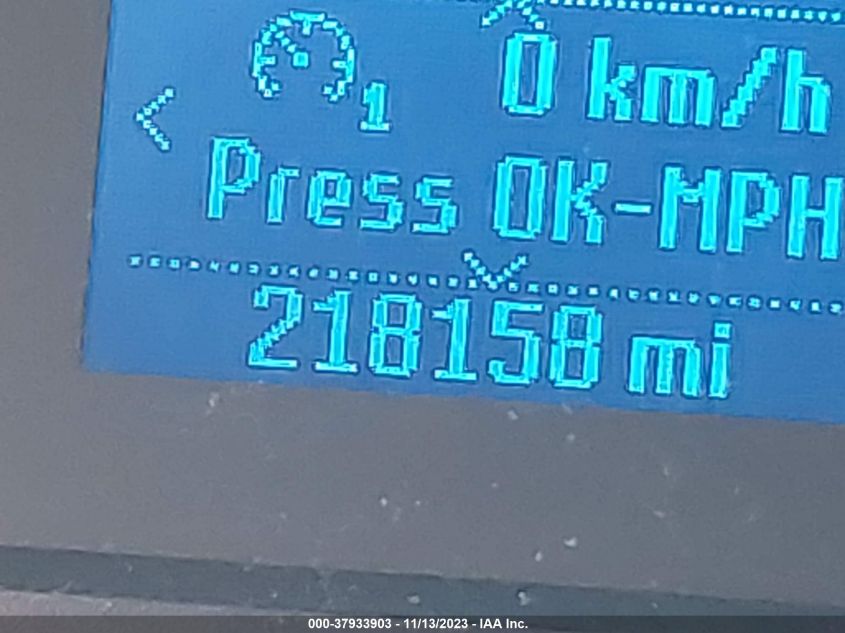 1 0 km/h
Press OK-MPH
218158 mi
000-37933903 - 11/13/2023 - IAA Inc.